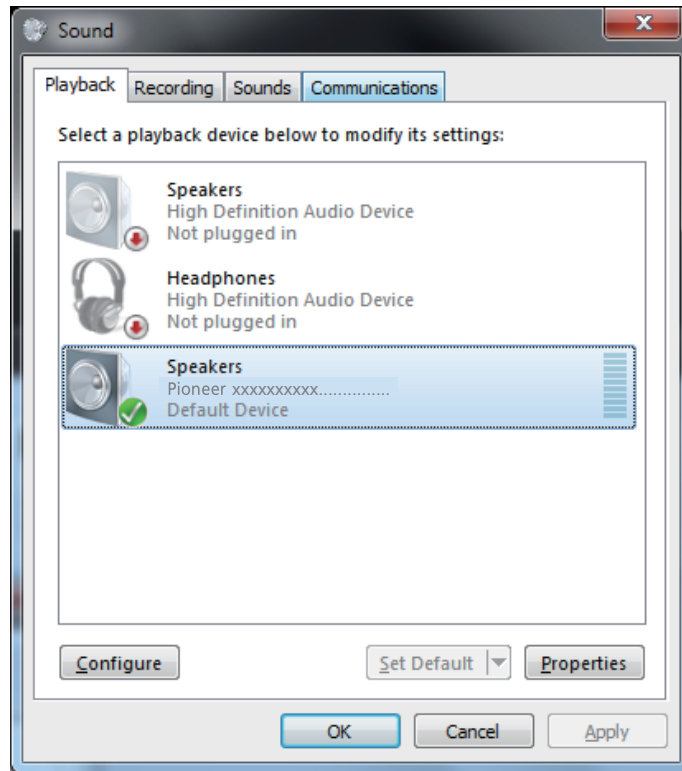 Sound
Playback Recording Sounds Communications
Select a playback device below to modify its settings:
Speakers
High Definition Audio Device
Not plugged in
Headphones
High Definition Audio Device
Not plugged in
Speakers
Pioneer xxxxxxxxxx...............
Default Device
Configure Set Default Properties
OK Cancel Apply